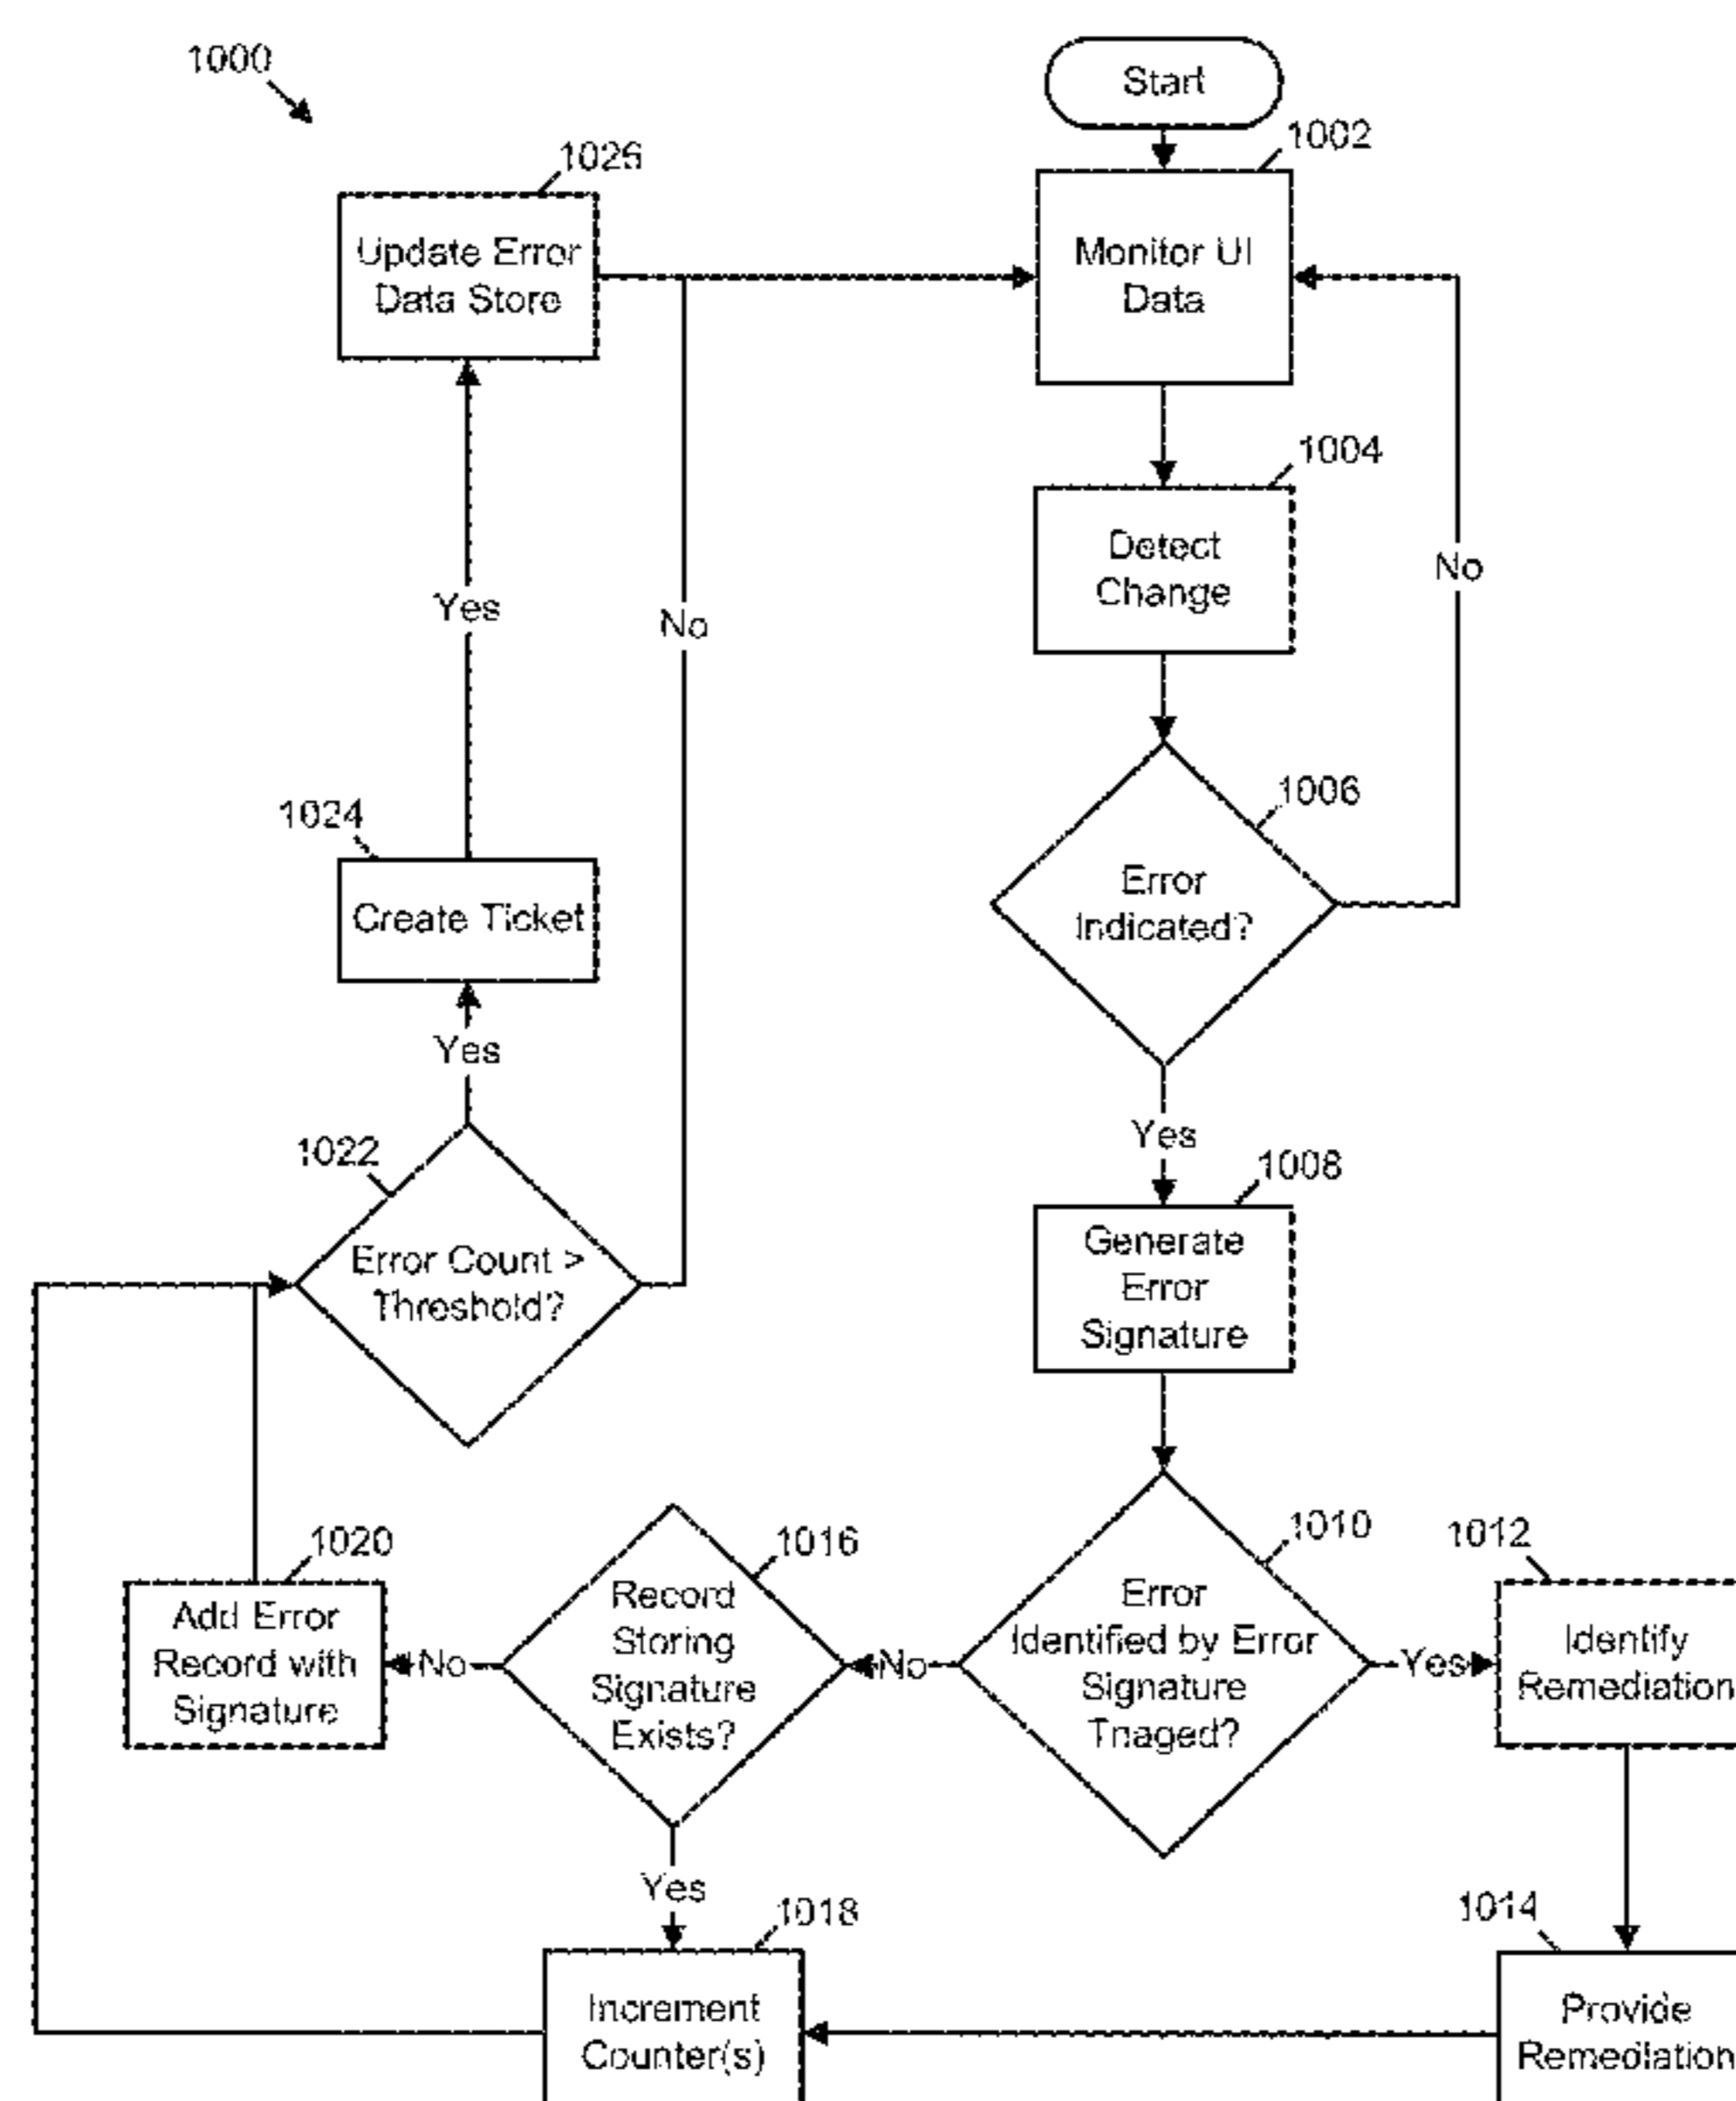 1000
Start
1002
Monitor UI
Data
1004
Detect
Change
No
1006
Error
Indicated?
Yes
1008
Generate
Error
Signature
1010
Error
Identified by Error
Signature
Triaged?
Yes
1012
Identify
Remediation
1014
Provide
Remediation
No
1016
Record
Storing
Signature
Exists?
Yes
1018
Increment
Counter(s)
No
1020
Add Error
Record with
Signature
1022
Error Count >
Threshold?
No
Yes
1024
Create Ticket
Yes
1026
Update Error
Data Store